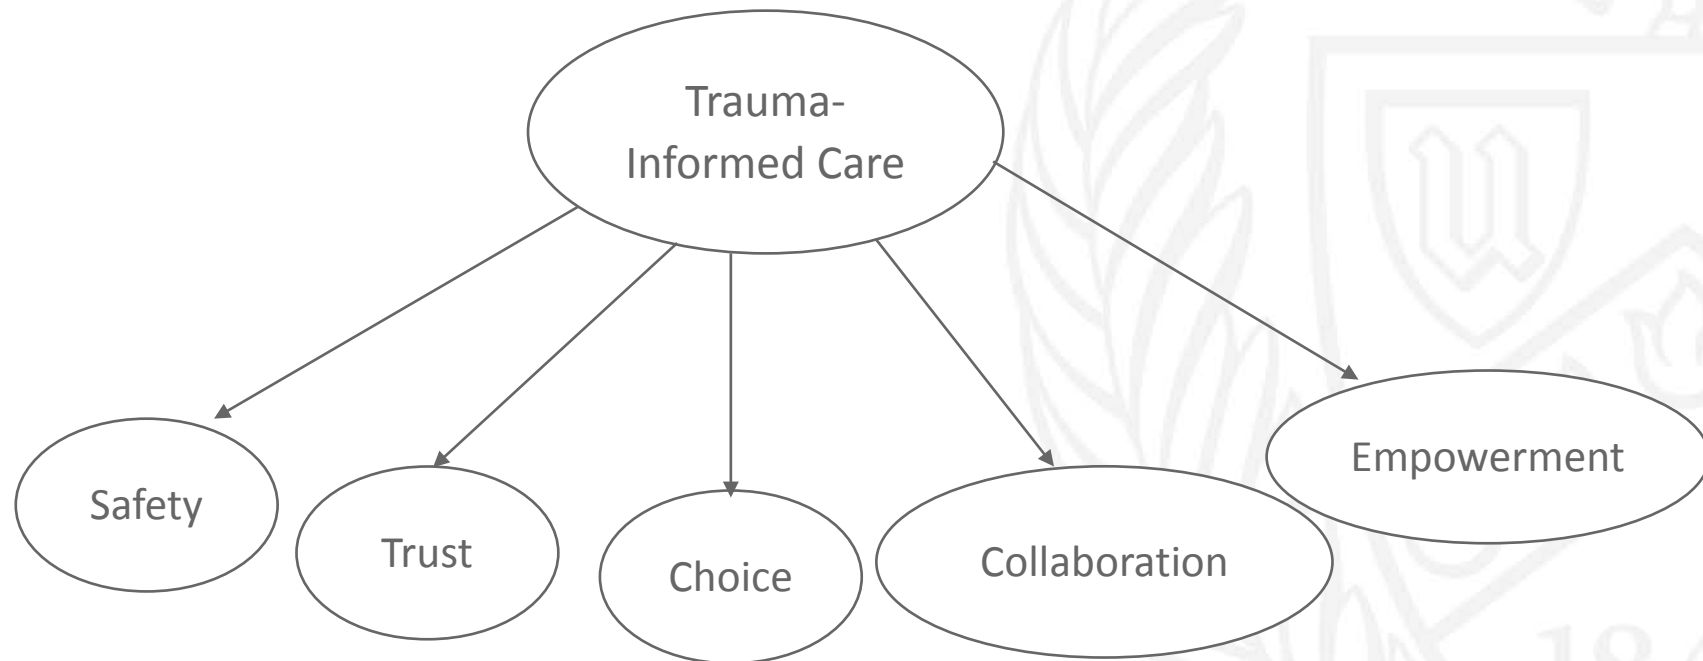 Trauma-
Informed Care
Safety
Trust
Choice
Collaboration
Empowerment